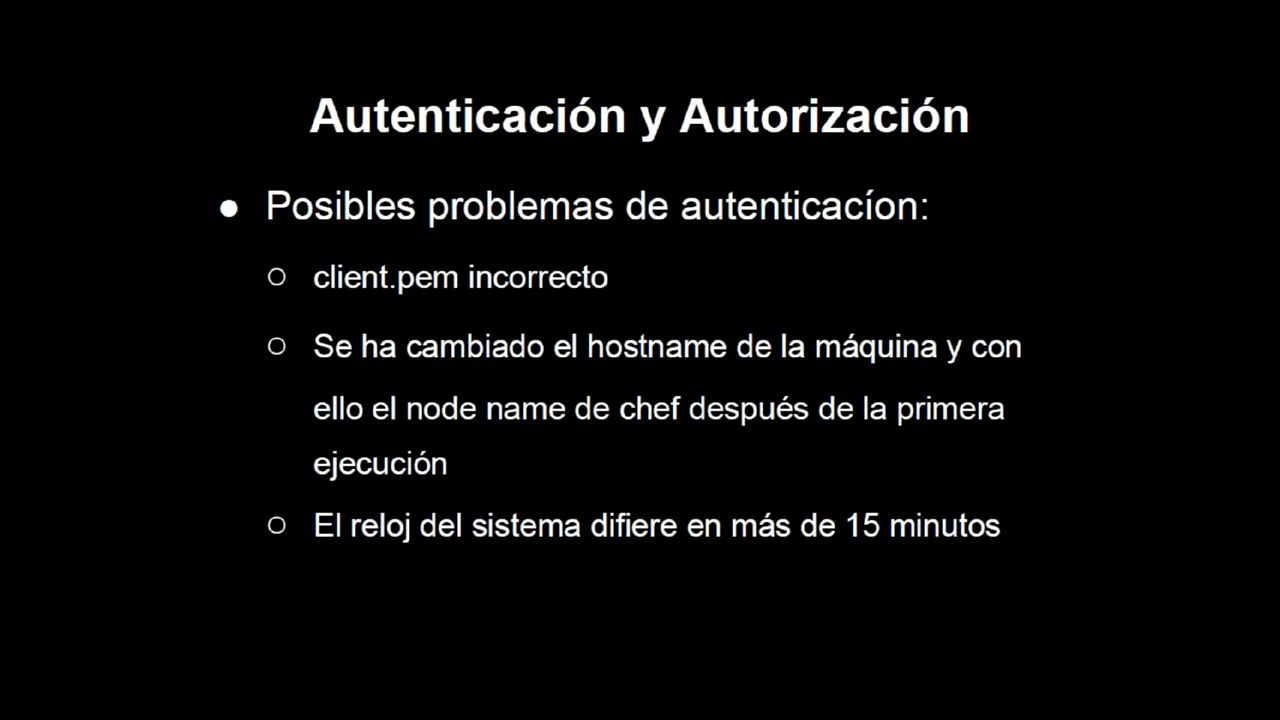 Autenticación y Autorización
● Posibles problemas de autenticacíon:
○ client.pem incorrecto
○ Se ha cambiado el hostname de la máquina y con
ello el node name de chef después de la primera
ejecución
○ El reloj del sistema difiere en más de 15 minutos